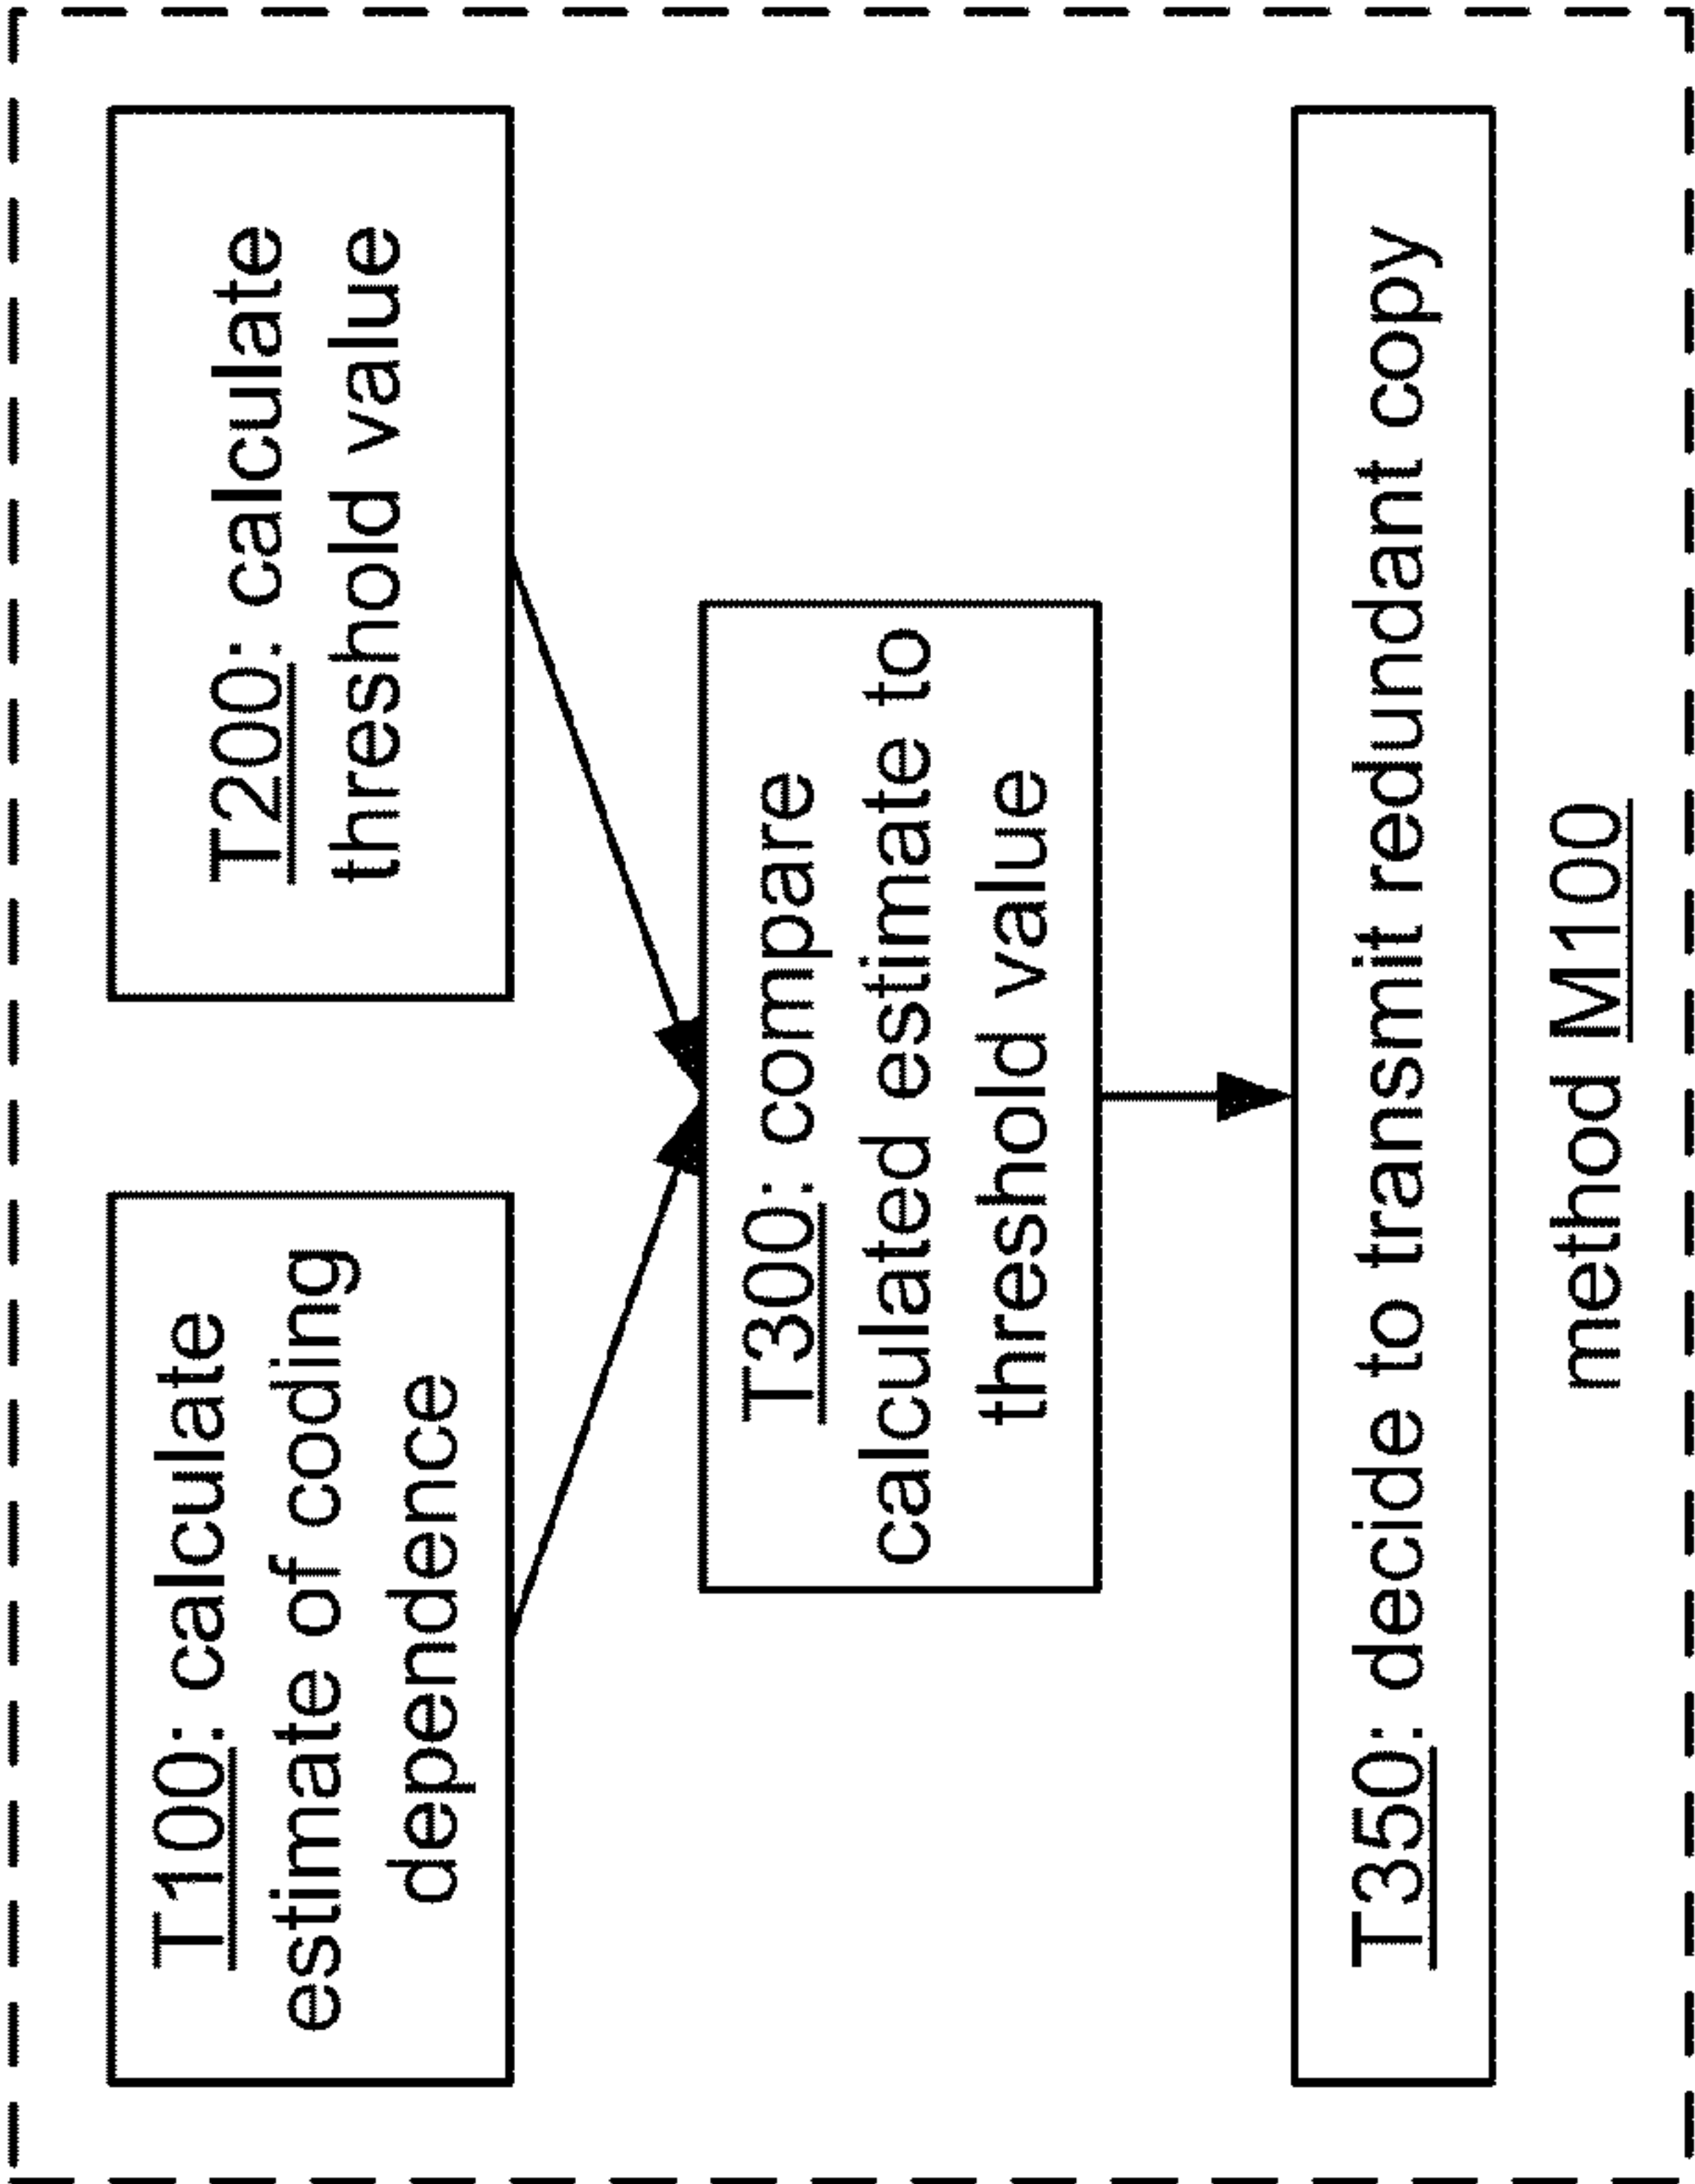 T100: calculate
estimate of coding
dependence
T200: calculate
threshold value
T300: compare
calculated estimate to
threshold value
T350: decide to transmit redundant copy
method M100